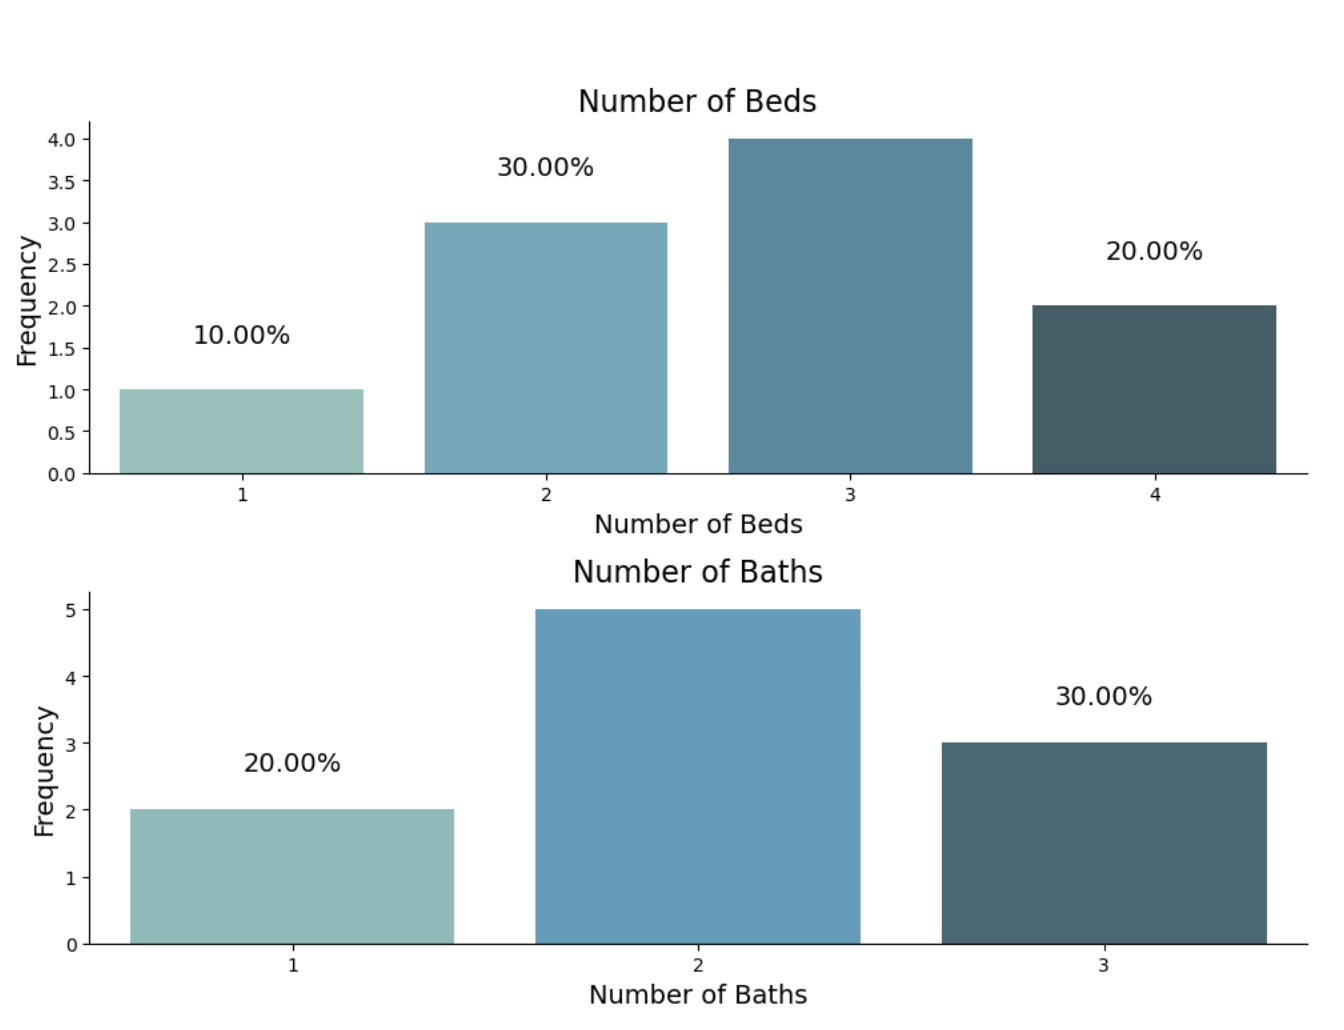 Number of Beds
4.0
3.5
3.0
2.5
2.0
1.5
1.0
0.5
0.0
Frequency
10.00%
30.00%
20.00%
1 2 3 4
Number of Beds
Number of Baths
5
4
3
2
1
0
Frequency
20.00%
30.00%
1 2 3
Number of Baths